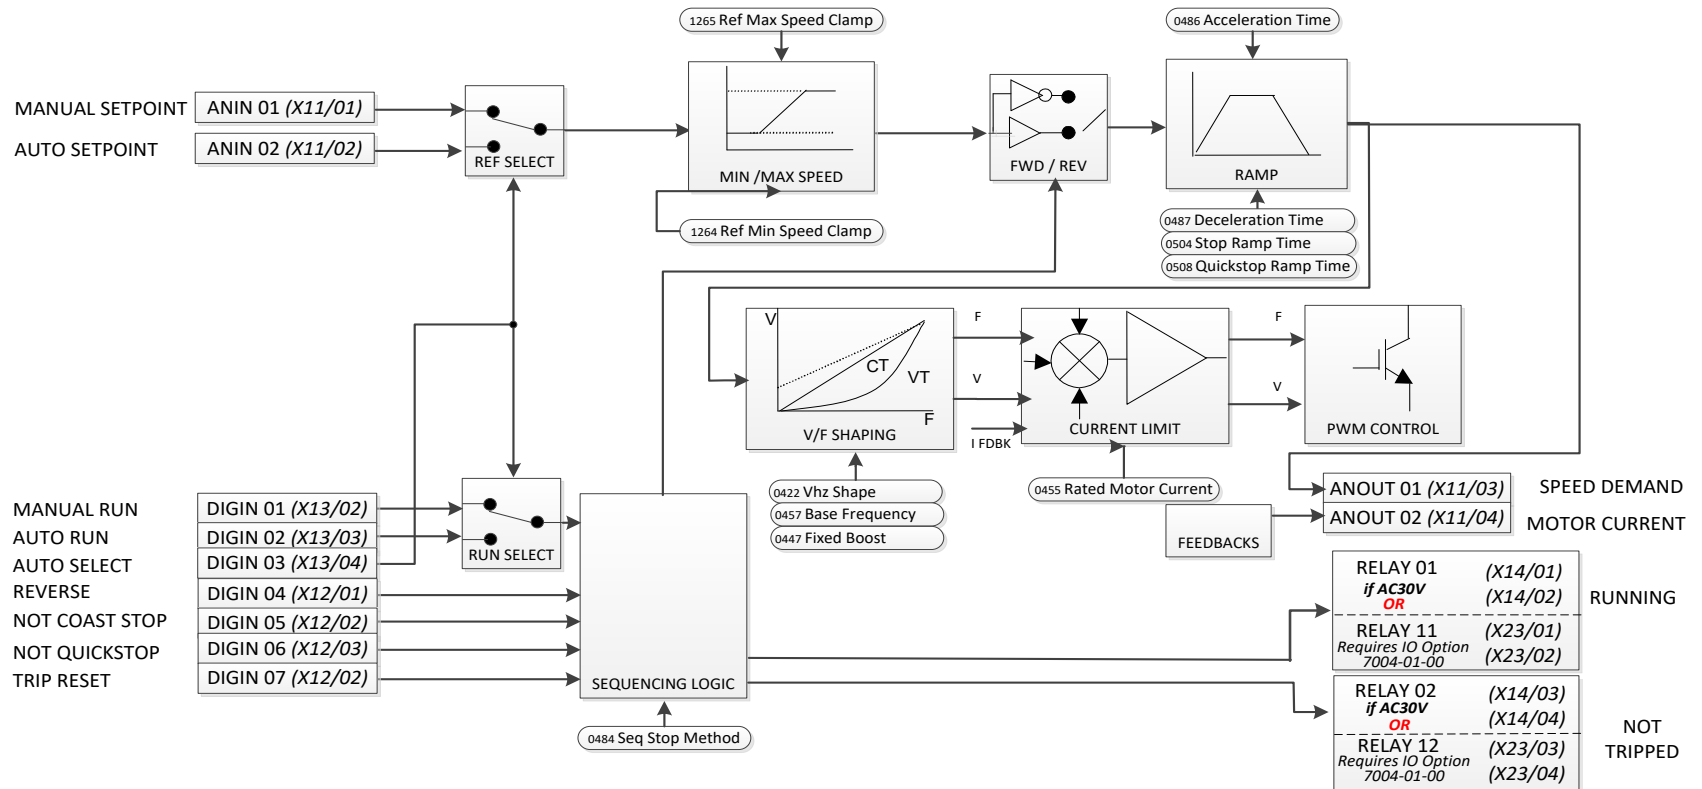 1265 Ref Max Speed Clamp
0486 Acceleration Time
MANUAL SETPOINT
ANIN 01 (X11/01)
AUTO SETPOINT
ANIN 02 (X11/02)
REF SELECT
MIN /MAX SPEED
FWD / REV
RAMP
1264 Ref Min Speed Clamp
0487 Deceleration Time
0504 Stop Ramp Time
0508 Quickstop Ramp Time
V
CT
VT
F
V/F SHAPING
F
V
I FDBK
CURRENT LIMIT
F
V
PWM CONTROL
0422 Vhz Shape
0457 Base Frequency
0447 Fixed Boost
0455 Rated Motor Current
FEEDBACKS
ANOUT 01 (X11/03)
SPEED DEMAND
ANOUT 02 (X11/04)
MOTOR CURRENT
MANUAL RUN
DIGIN 01 (X13/02)
AUTO RUN
DIGIN 02 (X13/03)
AUTO SELECT
DIGIN 03 (X13/04)
RUN SELECT
REVERSE
DIGIN 04 (X12/01)
NOT COAST STOP
DIGIN 05 (X12/02)
NOT QUICKSTOP
DIGIN 06 (X12/03)
TRIP RESET
DIGIN 07 (X12/02)
SEQUENCING LOGIC
0484 Seq Stop Method
RELAY 01 (X14/01)
if AC30V (X14/02)
OR
RELAY 11 (X23/01)
Requires IO Option
7004-01-00 (X23/02)
RUNNING
RELAY 02 (X14/03)
if AC30V (X14/04)
OR
RELAY 12 (X23/03)
Requires IO Option
7004-01-00 (X23/04)
NOT
TRIPPED